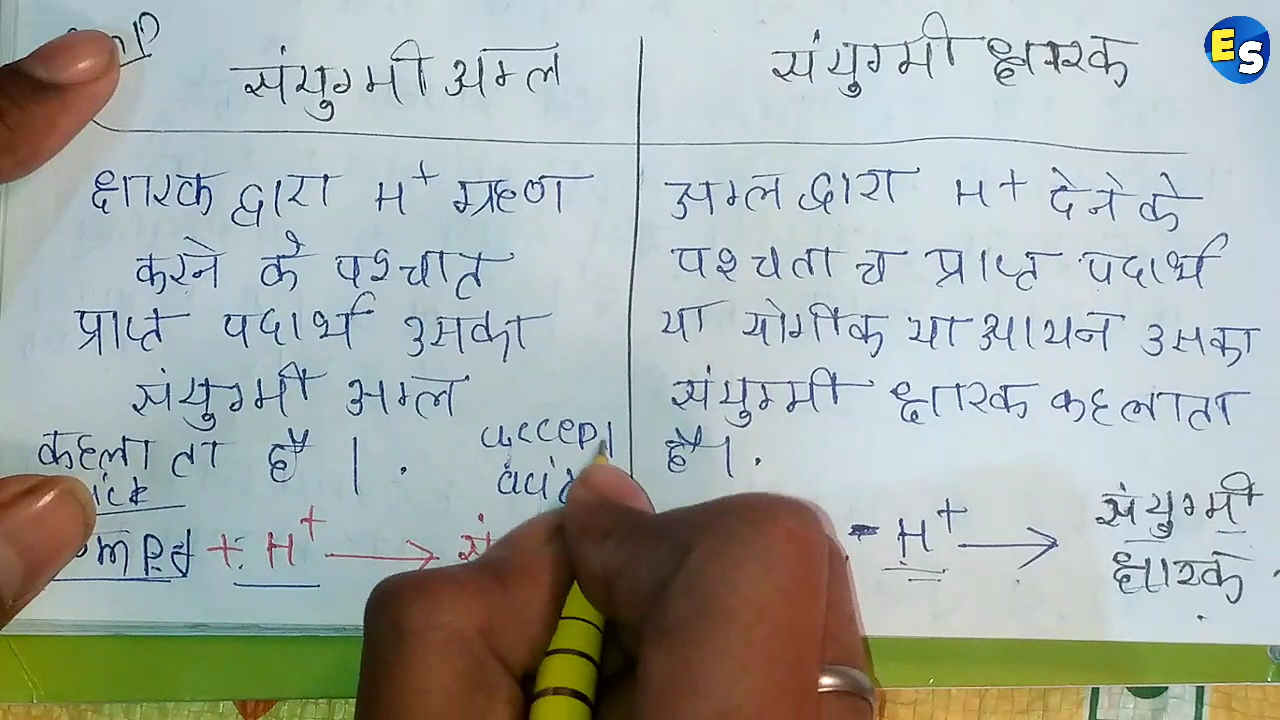 संयुग्मी अम्ल
क्षारक द्वारा H+ ग्रहण
करने के पश्चात
प्राप्त पदार्थ उसका
संयुग्मी अम्ल
कहलाता है।
accept
+ H+ →
संयुग्मी क्षारक
अम्ल द्वारा H+ देने के
पश्चताच प्राप्त पदार्थ
या योगीक या आयन उसका
संयुग्मी क्षारक कहलाता
है।
- H+ → संयुग्मी
क्षारक
ES